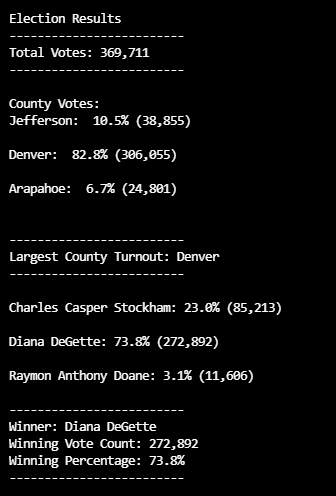 Election Results
-------------------------
Total Votes: 369,711
-------------------------
County Votes:
Jefferson:  10.5% (38,855)
Denver:  82.8% (306,055)
Arapahoe:  6.7% (24,801)
-------------------------
Largest County Turnout: Denver
-------------------------
Charles Casper Stockham: 23.0% (85,213)
Diana DeGette: 73.8% (272,892)
Raymon Anthony Doane: 3.1% (11,606)
-------------------------
Winner: Diana DeGette
Winning Vote Count: 272,892
Winning Percentage: 73.8%
-------------------------